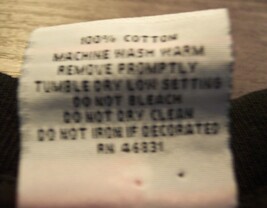 100% COTTON
MACHINE WASH WARM
REMOVE PROMPTLY
TUMBLE DRY LOW SETTING
DO NOT BLEACH
DO NOT DRY CLEAN
DO NOT IRON IF DECORATED
RN 46831